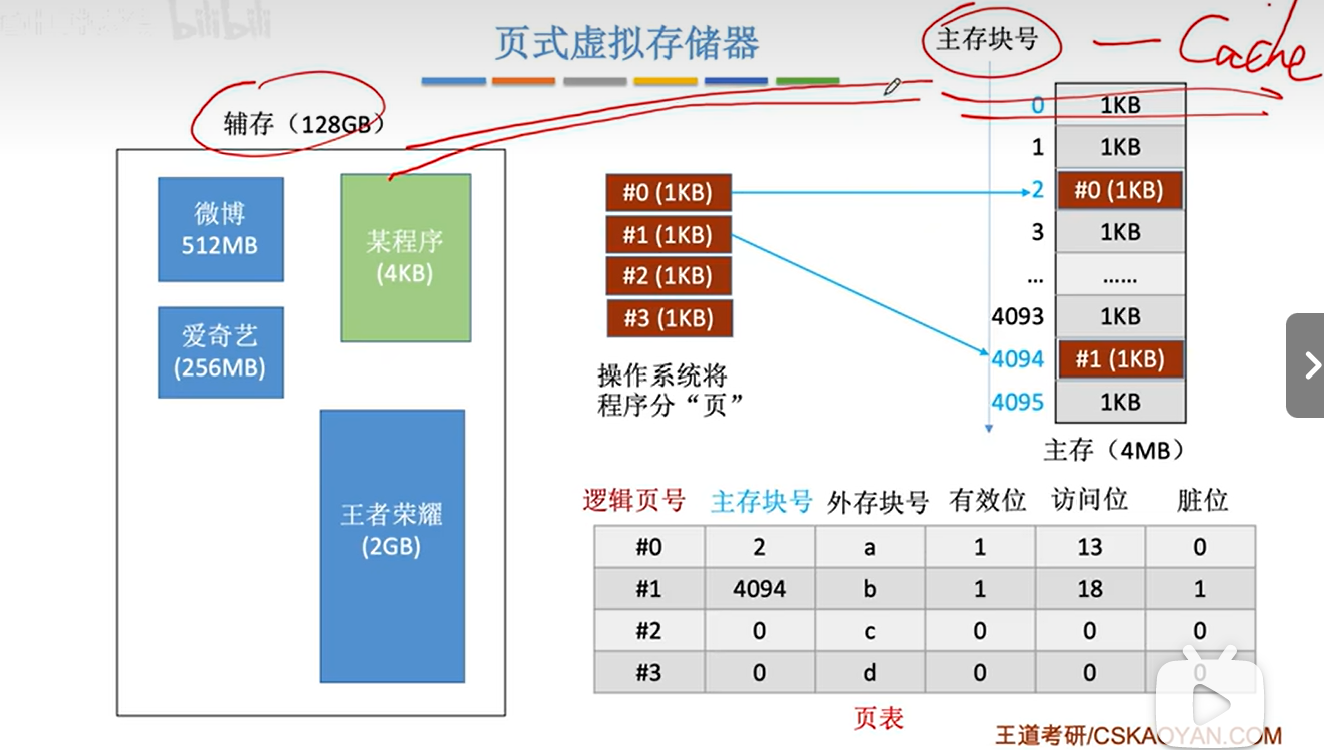 bilibili
页式虚拟存储器
主存块号
Cache
辅存（128GB）
微博
512MB
某程序
(4KB)
爱奇艺
(256MB)
王者荣耀
(2GB)
#0 (1KB)
#1 (1KB)
#2 (1KB)
#3 (1KB)
操作系统将
程序分“页”
0 1KB
1 1KB
2 #0 (1KB)
3 1KB
... ......
4093 1KB
4094 #1 (1KB)
4095 1KB
主存（4MB）
逻辑页号 主存块号 外存块号 有效位 访问位 脏位
#0 2 a 1 13 0
#1 4094 b 1 18 1
#2 0 c 0 0 0
#3 0 d 0 0 0
页表
王道考研/CSKAOYAN.COM